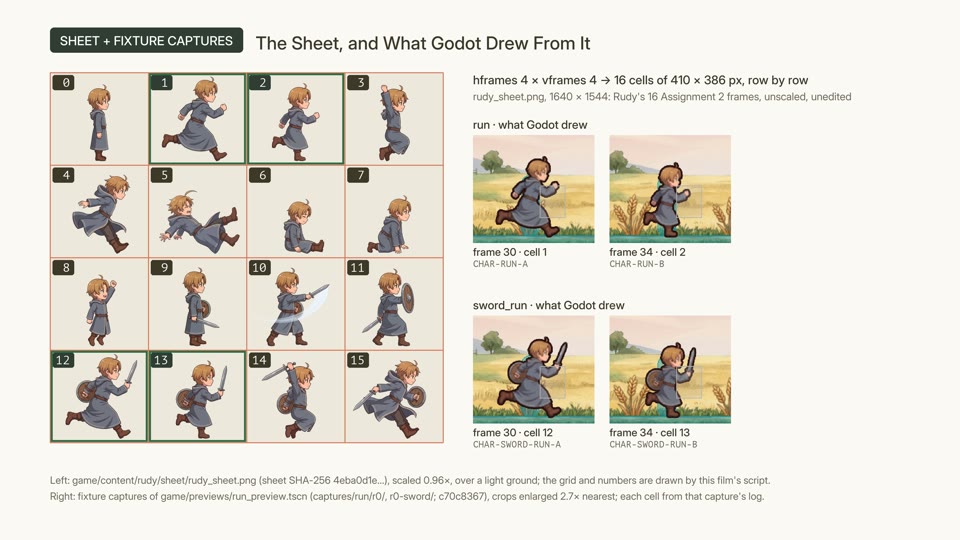 SHEET + FIXTURE CAPTURES
The Sheet, and What Godot Drew From It
0
1
2
3
4
5
6
7
8
9
10
11
12
13
14
15
hframes 4 × vframes 4 → 16 cells of 410 × 386 px, row by row
rudy_sheet.png, 1640 × 1544: Rudy's 16 Assignment 2 frames, unscaled, unedited
run · what Godot drew
frame 30 · cell 1
CHAR-RUN-A
frame 34 · cell 2
CHAR-RUN-B
sword_run · what Godot drew
frame 30 · cell 12
CHAR-SWORD-RUN-A
frame 34 · cell 13
CHAR-SWORD-RUN-B
Left: game/content/rudy/sheet/rudy_sheet.png (sheet SHA-256 4eba0d1e…), scaled 0.96×, over a light ground; the grid and numbers are drawn by this film's script.
Right: fixture captures of game/previews/run_preview.tscn (captures/run/r0/, r0-sword/; c70c8367), crops enlarged 2.7× nearest; each cell from that capture's log.